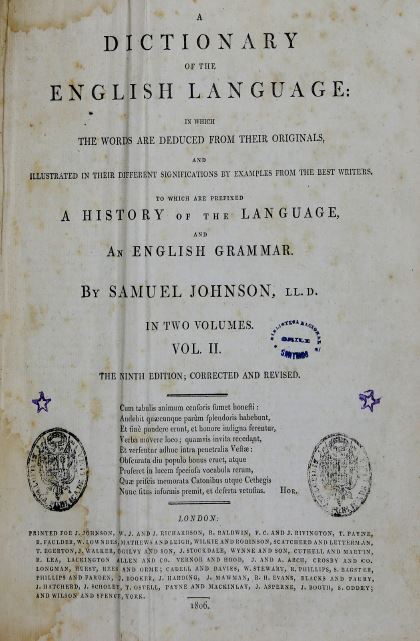 A
DICTIONARY
OF THE
ENGLISH LANGUAGE:
IN WHICH
THE WORDS ARE DEDUCED FROM THEIR ORIGINALS,
AND
ILLUSTRATED IN THEIR DIFFERENT SIGNIFICATIONS BY EXAMPLES FROM THE BEST WRITERS.
TO WHICH ARE PREFIXED
A HISTORY OF THE LANGUAGE,
AND
AN ENGLISH GRAMMAR.
BY SAMUEL JOHNSON, LL.D.
IN TWO VOLUMES.
VOL. II.
BIBLIOTECA NACIONAL
CHILE
SANTIAGO
THE NINTH EDITION; CORRECTED AND REVISED.
Cum tabulis animum censoris sumet honesti:
Audebit quæcunque parùm splendoris habebunt,
Et sinè pondere erunt, et honore indigna ferentur,
Verba movere loco; quamvis invita recedant,
Et versentur adhuc intra penetralia Vestæ:
Obscurata diu populo bonus eruet, atque
Proferet in lucem speciosa vocabula rerum,
Quæ priscis memorata Catonibus atque Cethegis
Nunc situs informis premit, et deserta vetustas. HOR.
LONDON:
PRINTED FOR J. JOHNSON, W. J. AND J. RICHARDSON, R. BALDWIN, F. C. AND J. RIVINGTON, T. PAYNE,
R. FAULDER, W. LOWNDES, MATHEWS AND LEIGH, WILKIE AND ROBINSON, SCATCHERD AND LETTERMAN,
T. EGERTON, J. WALKER, OGILVY AND SON, J. STOCKDALE, WYNNE AND SON, CUTHELL AND MARTIN,
R. LEA, LACKINGTON ALLEN AND CO. VERNOR AND HOOD, J. AND A. ARCH, CROSBY AND CO.
LONGMAN, HURST, REES AND ORME; CADELL AND DAVIES, W. STEWART, R. PHILLIPS, S. BAGSTER,
PHILLIPS AND FARDEN, J. BOOKER, J. HARDING, J. MAWMAN, R. H. EVANS, BLACKS AND PARRY,
J. HATCHERD, J. SCHOLEY, T. OSTELL, PAYNE AND MACKINLAY, J. ASPERNE, J. BOOTH, S. ODDEY;
AND WILSON AND SPENCE, YORK.
1806.